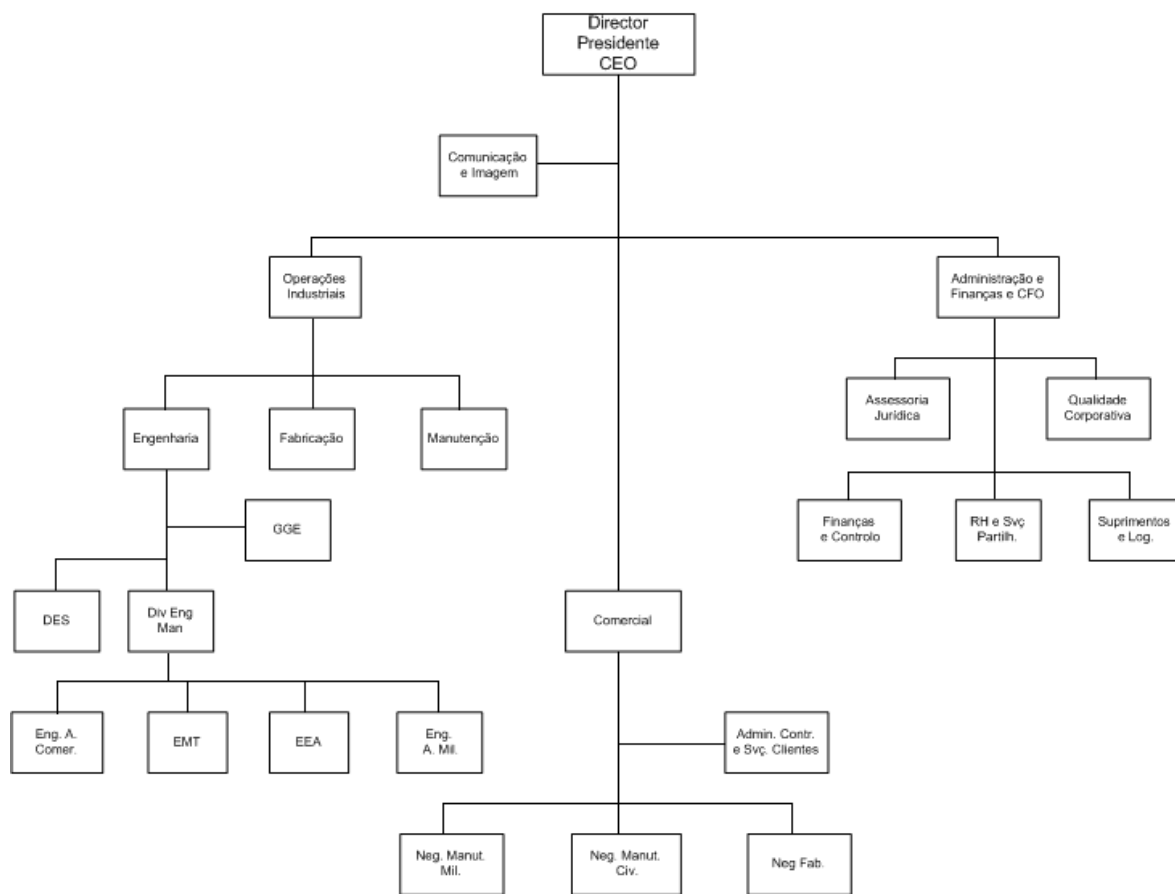 Director
Presidente
CEO
Comunicação
e Imagem
Operações
Industriais
Administração e
Finanças e CFO
Assessoria
Jurídica
Qualidade
Corporativa
Engenharia
Fabricação
Manutenção
GGE
Finanças
e Controlo
RH e Svç
Partilh.
Suprimentos
e Log.
DES
Div Eng
Man
Comercial
Eng. A.
Comer.
EMT
EEA
Eng.
A. Mil.
Admin. Contr.
e Svç. Clientes
Neg. Manut.
Mil.
Neg. Manut.
Civ.
Neg Fab.